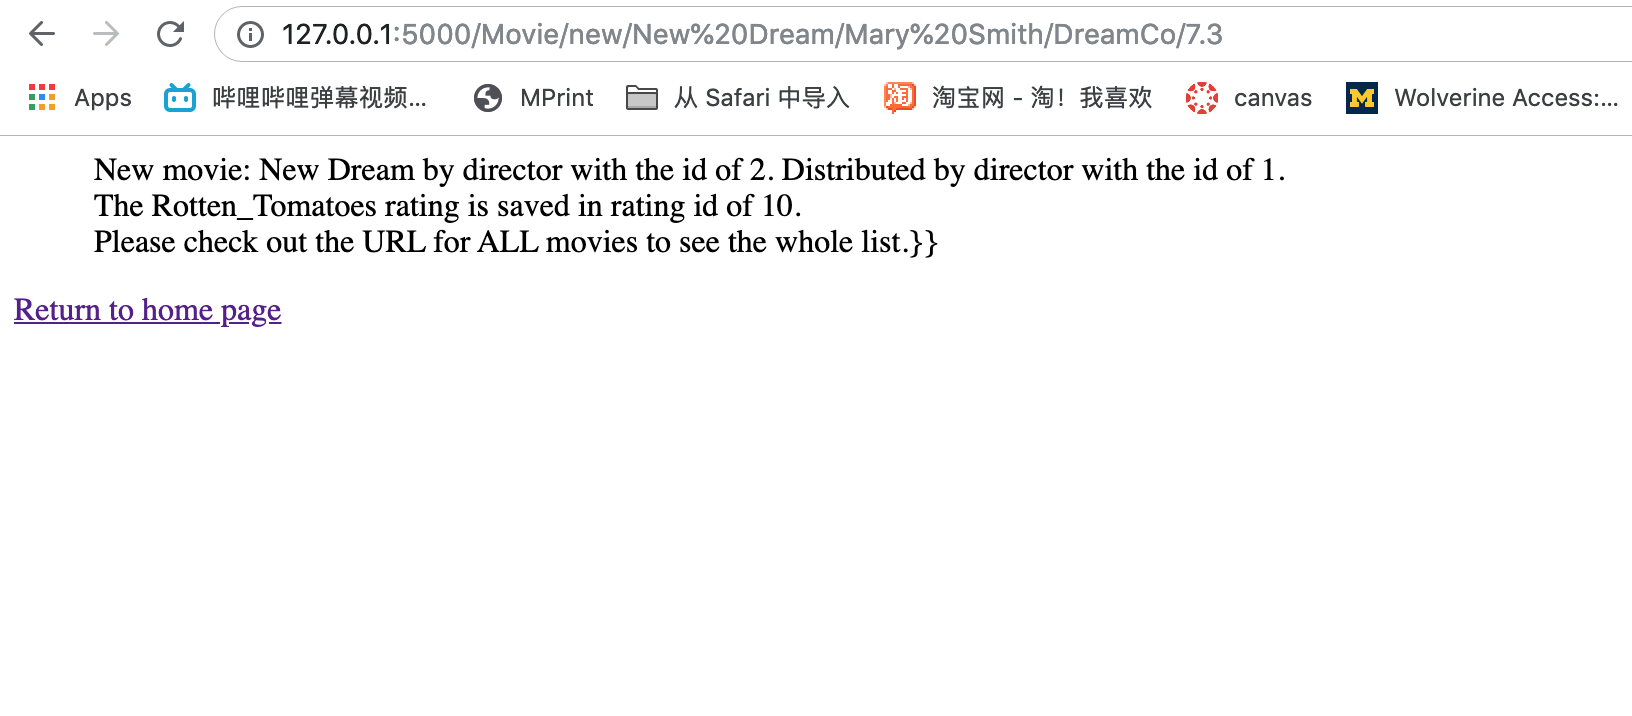 127.0.0.1:5000/Movie/new/New%20Dream/Mary%20Smith/DreamCo/7.3
Apps 哔哩哔哩弹幕视频... MPrint 从 Safari 中导入 淘 淘宝网 - 淘！我喜欢 canvas M Wolverine Access:...
New movie: New Dream by director with the id of 2. Distributed by director with the id of 1.
The Rotten_Tomatoes rating is saved in rating id of 10.
Please check out the URL for ALL movies to see the whole list.}}
Return to home page